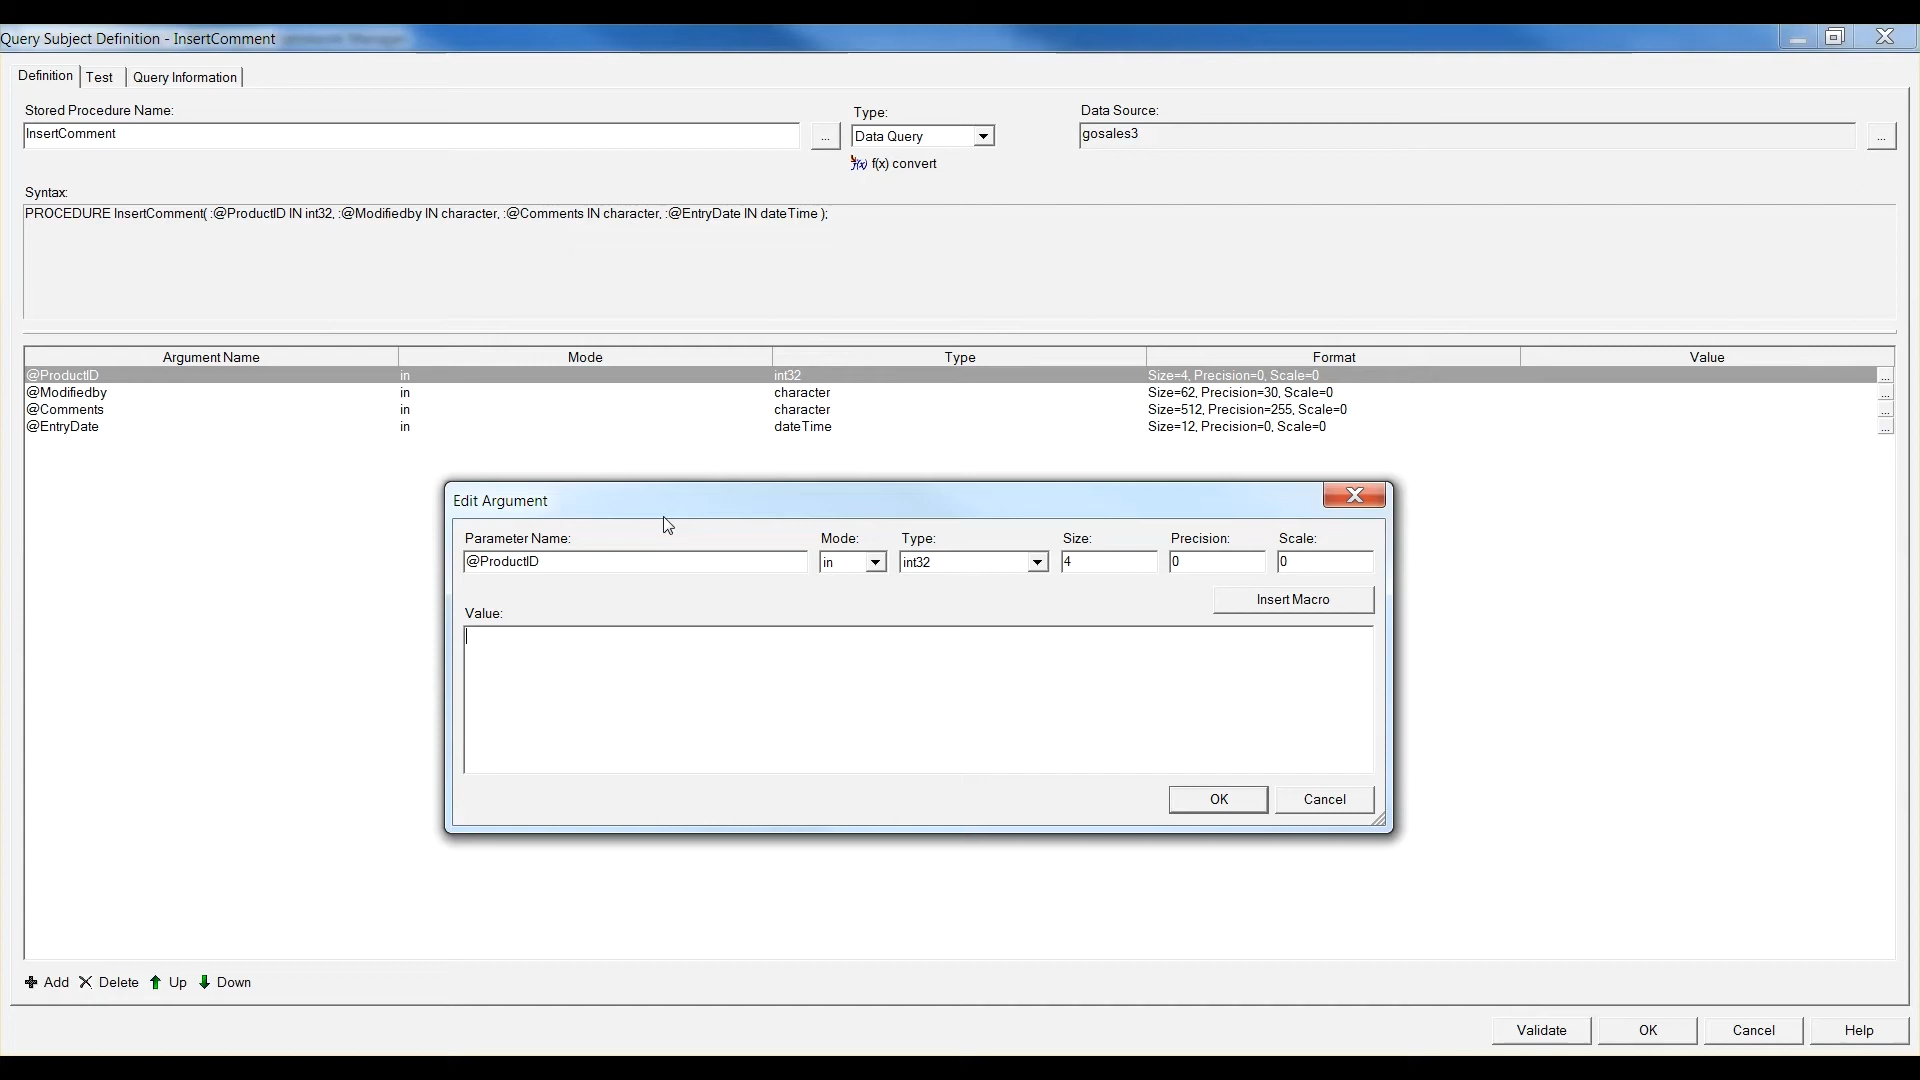 Query Subject Definition - InsertComment
Definition Test Query Information
Stored Procedure Name: Type: Data Source:
InsertComment ... Data Query gosales3 ...
f(x) f(x) convert
Syntax:
PROCEDURE InsertComment( :@ProductID IN int32, :@Modifiedby IN character, :@Comments IN character, :@EntryDate IN dateTime );
Argument Name Mode Type Format Value
@ProductID in int32 Size=4, Precision=0, Scale=0 ...
@Modifiedby in character Size=62, Precision=30, Scale=0 ...
@Comments in character Size=512, Precision=255, Scale=0 ...
@EntryDate in dateTime Size=12, Precision=0, Scale=0 ...
Edit Argument
Parameter Name: Mode: Type: Size: Precision: Scale:
@ProductID in int32 4 0 0
Insert Macro
Value:
OK Cancel
Add Delete Up Down
Validate OK Cancel Help